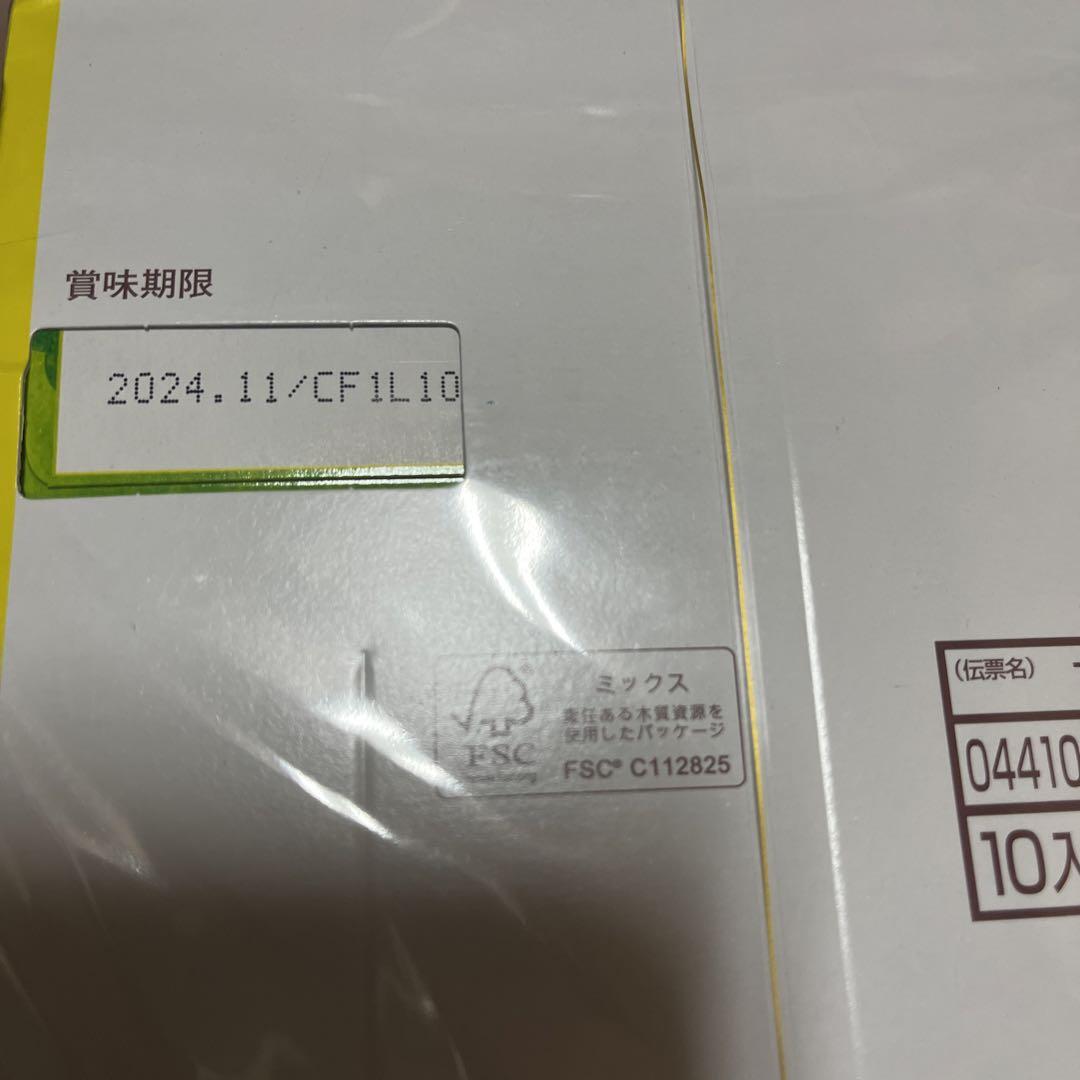 賞味期限
2024.11/CF1L10
ミックス
責任ある木質資源を
使用したパッケージ
FSC® C112825
FSC
(伝票名)
04410
10入